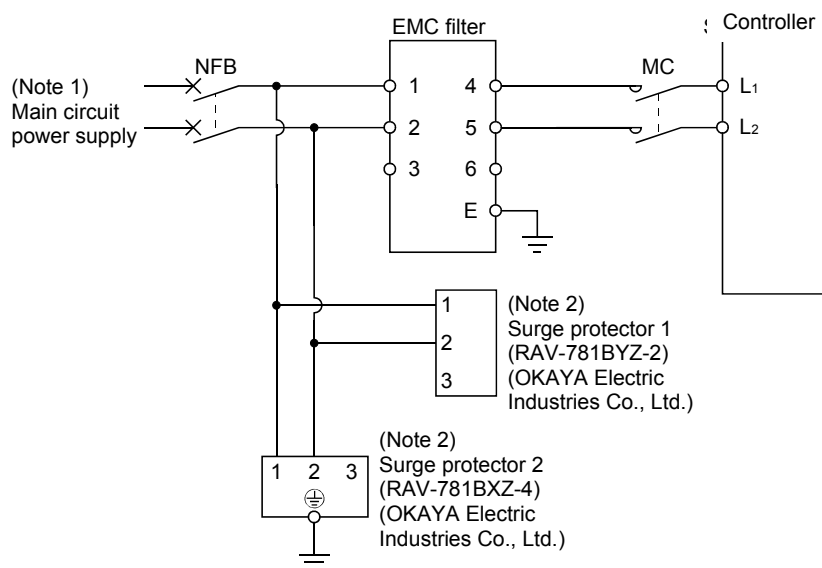 EMC filter
Controller
NFB
MC
(Note 1)
Main circuit
power supply
1
4
L1
2
5
L2
3
6
E
1
2
3
(Note 2)
Surge protector 1
(RAV-781BYZ-2)
(OKAYA Electric
Industries Co., Ltd.)
1 2 3
(Note 2)
Surge protector 2
(RAV-781BXZ-4)
(OKAYA Electric
Industries Co., Ltd.)